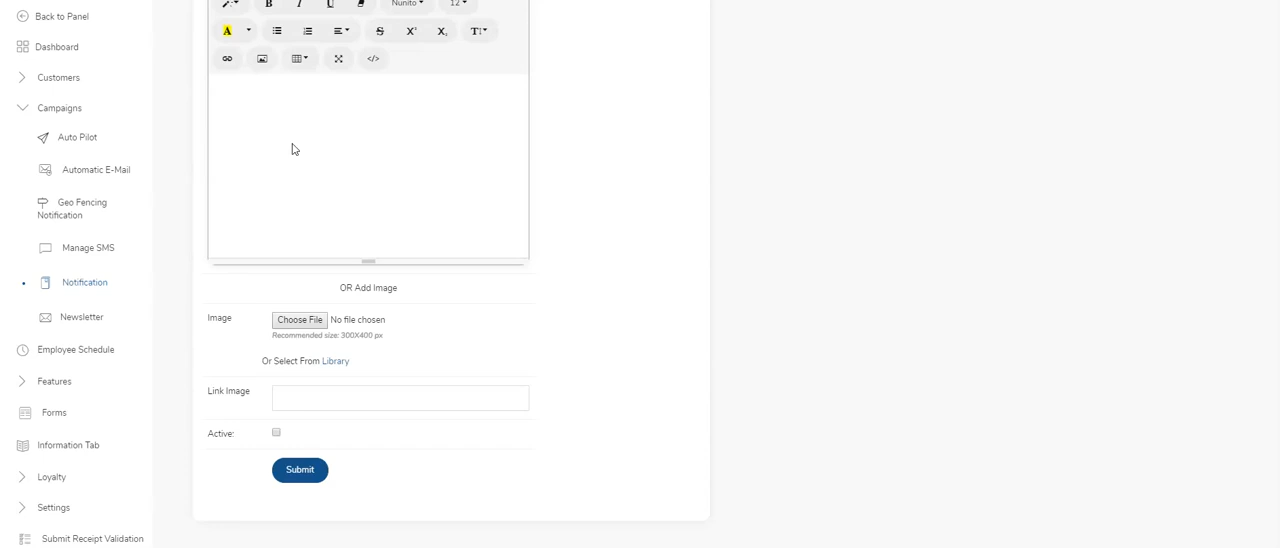 Back to Panel
Dashboard
Customers
Campaigns
Auto Pilot
Automatic E-Mail
Geo Fencing
Notification
Manage SMS
Notification
Newsletter
Employee Schedule
Features
Forms
Information Tab
Loyalty
Settings
Submit Receipt Validation
B I U Nunito 12
A S X¹ X₁ T
</>
OR Add Image
Image Choose File No file chosen
Recommended size: 300X400 px
Or Select From Library
Link Image
Active:
Submit